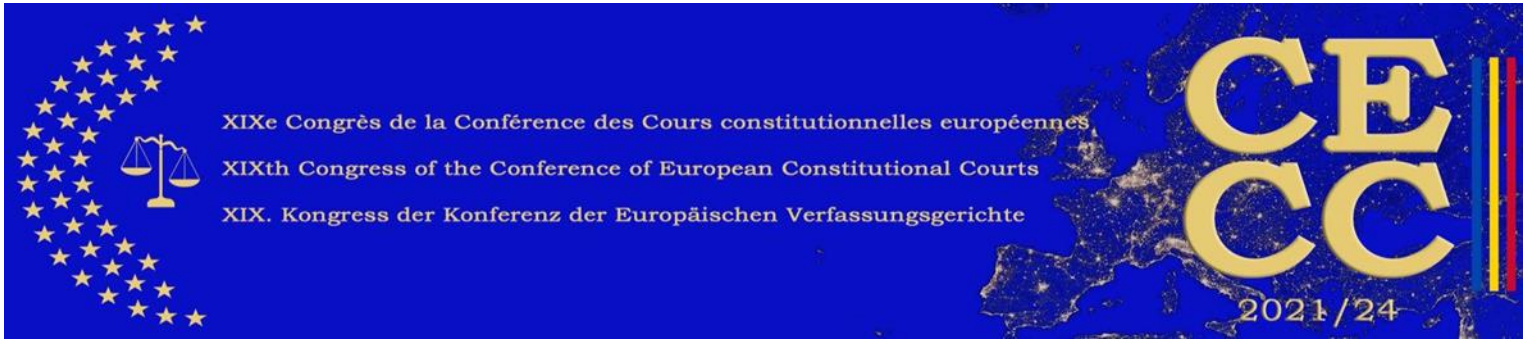 XIXe Congrès de la Conférence des Cours constitutionnelles européennes
XIXth Congress of the Conference of European Constitutional Courts
XIX. Kongress der Konferenz der Europäischen Verfassungsgerichte
CE
CC
2021/24